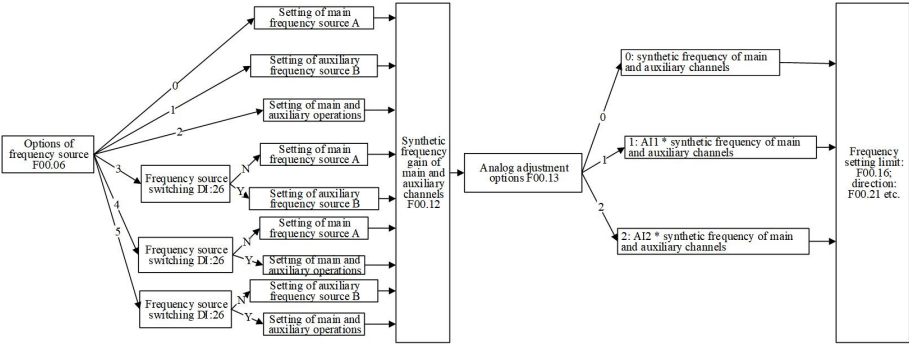 Setting of main
frequency source A
Setting of auxiliary
frequency source B
0
1
2
Setting of main and
auxiliary operations
Options of
frequency source
F00.06
3
4
5
Frequency source
switching DI:26
N
Y
Setting of main
frequency source A
Setting of auxiliary
frequency source B
Frequency source
switching DI:26
N
Y
Setting of main
frequency source A
Setting of main and
auxiliary operations
Frequency source
switching DI:26
N
Y
Setting of auxiliary
frequency source B
Setting of main and
auxiliary operations
Synthetic
frequency
gain of
main and
auxiliary
channels
F00.12
Analog adjustment
options F00.13
0
1
2
0: synthetic frequency of main
and auxiliary channels
1: AI1 * synthetic frequency of main
and auxiliary channels
2: AI2 * synthetic frequency of main
and auxiliary channels
Frequency
setting limit:
F00.16;
direction:
F00.21 etc.